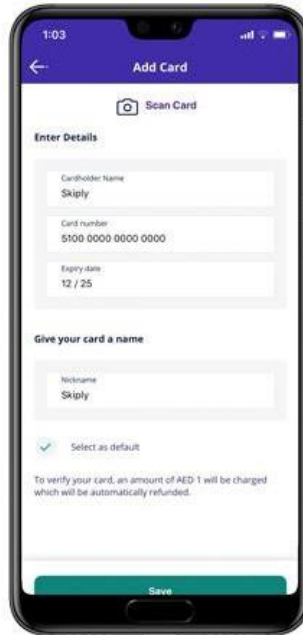 1:03
Add Card
Scan Card
Enter Details
Cardholder Name
Skiply
Card number
5100 0000 0000 0000
Expiry date
12 / 25
Give your card a name
Nickname
Skiply
Select as default
To verify your card, an amount of AED 1 will be charged
which will be automatically refunded.
Save